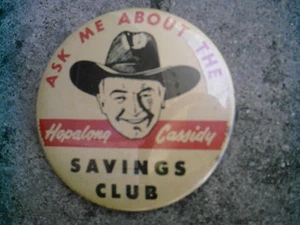 ASK ME ABOUT THE
Hopalong Cassidy
SAVINGS
CLUB